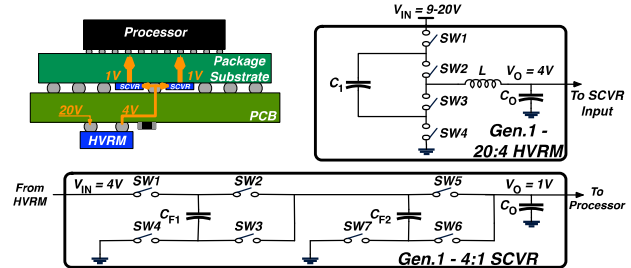 Processor
Package
Substrate
1V
1V
SCVR
SCVR
20V
4V
PCB
HVRM
V_IN = 9-20V
SW1
SW2
C_1
L
V_O = 4V
SW3
C_O
To SCVR
Input
SW4
Gen.1 -
20:4 HVRM
From
HVRM
V_IN = 4V
SW1
SW2
SW5
V_O = 1V
To
Processor
C_F1
C_F2
C_O
SW4
SW3
SW7
SW6
Gen.1 - 4:1 SCVR